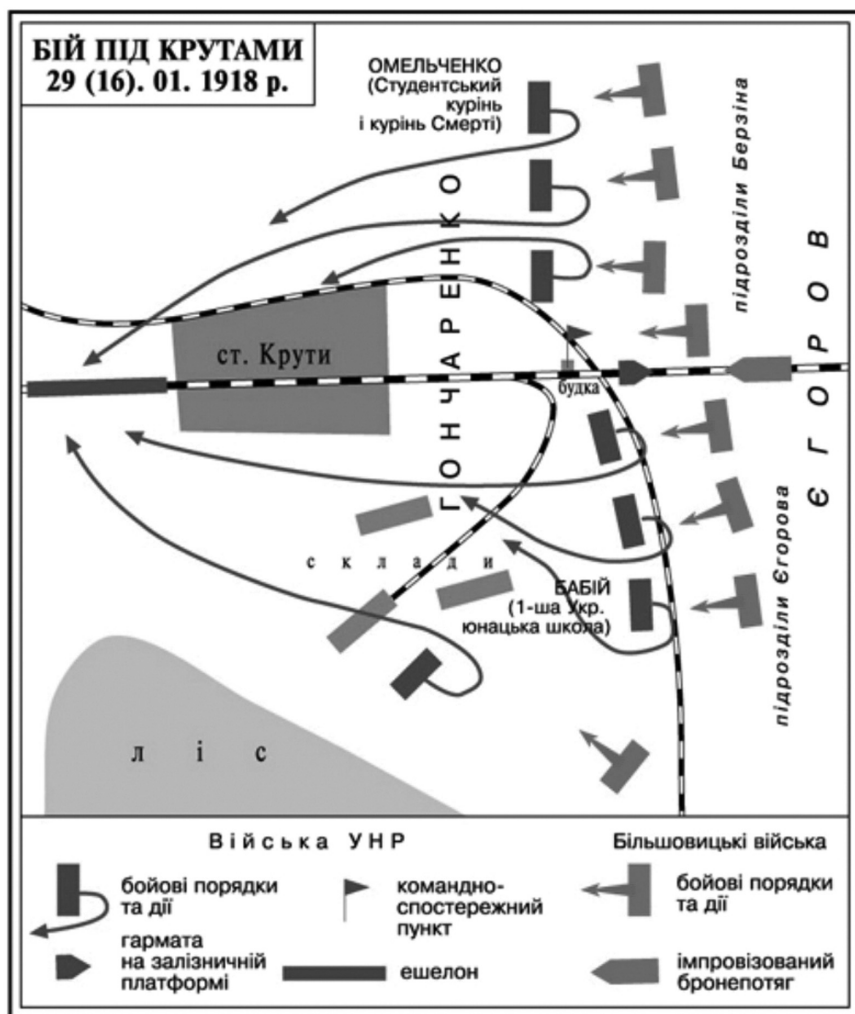 БІЙ ПІД КРУТАМИ
29 (16). 01. 1918 р.
ОМЕЛЬЧЕНКО
(Студентський
курінь
і курінь Смерті)
ГОНЧАРЕНКО
підрозділи Берзіна
ЄГОРОВ
ст. Крути
будка
склади
БАБІЙ
(1-ша Укр.
юнацька школа)
підрозділи Єгорова
ліс
Війська УНР
Більшовицькі війська
бойові порядки
та дії
командно-
спостережний
пункт
бойові порядки
та дії
гармата
на залізничній
платформі
ешелон
імпровізований
бронепотяг